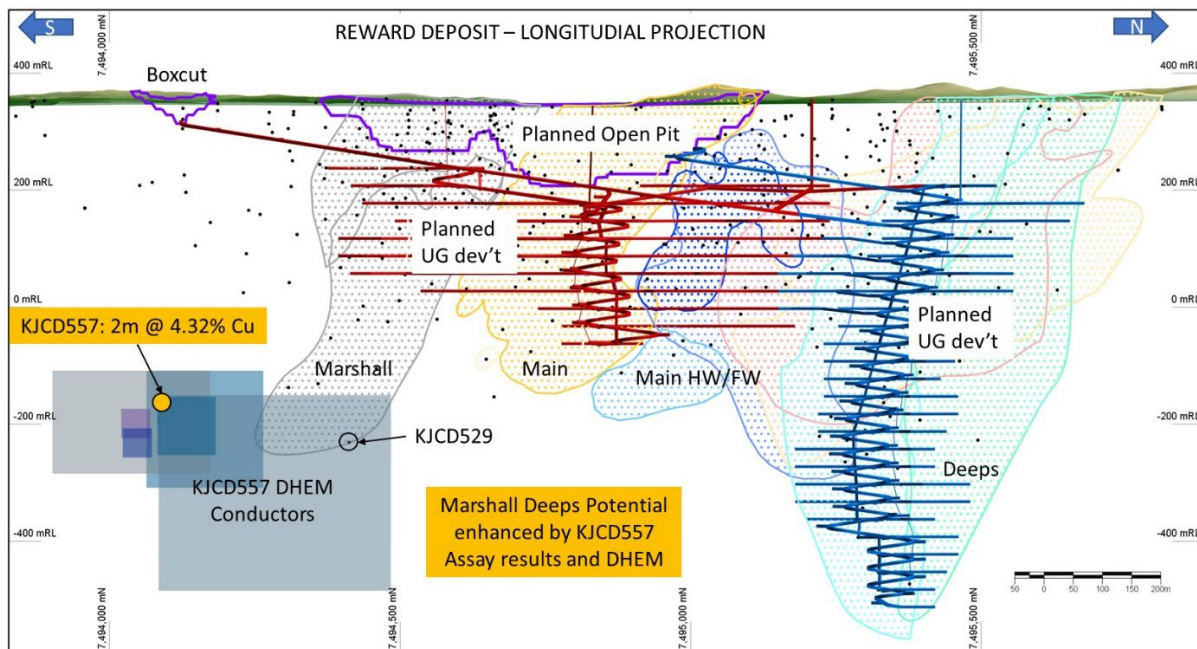 S
REWARD DEPOSIT – LONGITUDIAL PROJECTION
N
7,494,000 mN
7,495,500 mN
400 mRL
400 mRL
Boxcut
Planned Open Pit
200 mRL
200 mRL
Planned
UG dev't
0 mRL
0 mRL
KJCD557: 2m @ 4.32% Cu
Planned
UG dev't
Marshall
Main
Main HW/FW
-200 mRL
-200 mRL
KJCD529
Deeps
KJCD557 DHEM
Conductors
Marshall Deeps Potential
enhanced by KJCD557
Assay results and DHEM
-400 mRL
-400 mRL
50 0 50 100 150 200m
7,494,000 mN
7,494,500 mN
7,495,000 mN
7,495,500 mN